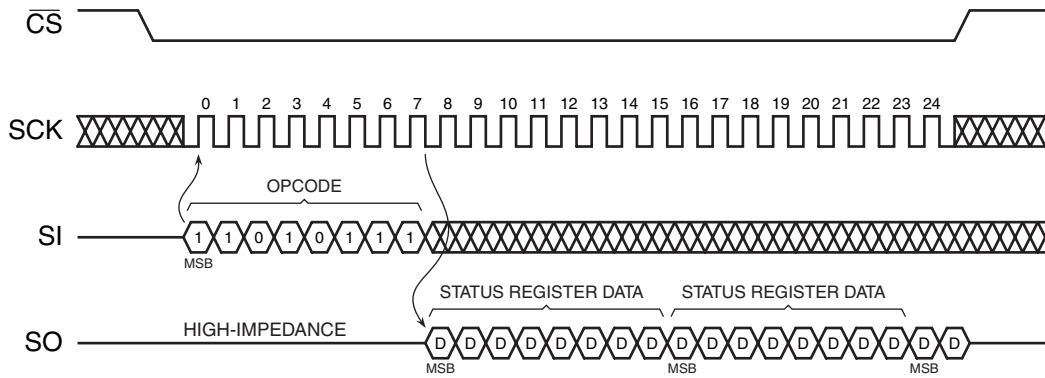 CS
SCK
0 1 2 3 4 5 6 7 8 9 10 11 12 13 14 15 16 17 18 19 20 21 22 23 24
OPCODE
SI
1 1 0 1 0 1 1 1
MSB
STATUS REGISTER DATA STATUS REGISTER DATA
HIGH-IMPEDANCE
SO
D D D D D D D D D D D D D D D D D D
MSB MSB MSB